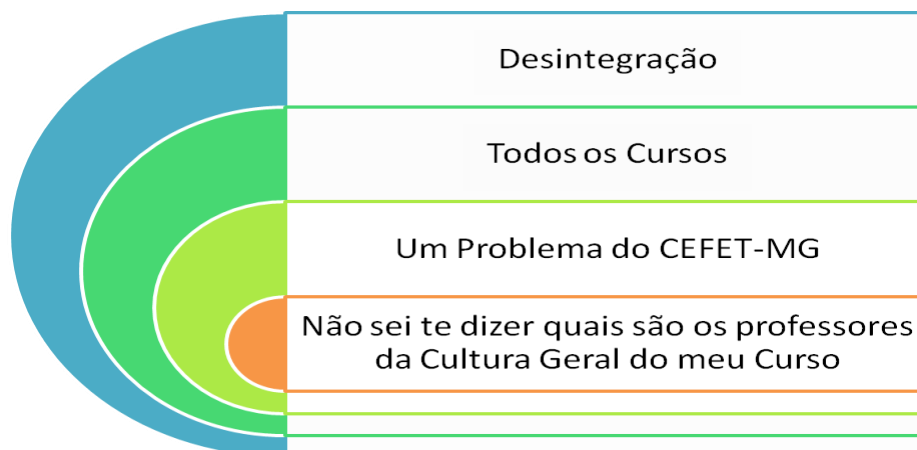 Desintegração
Todos os Cursos
Um Problema do CEFET-MG
Não sei te dizer quais são os professores
da Cultura Geral do meu Curso